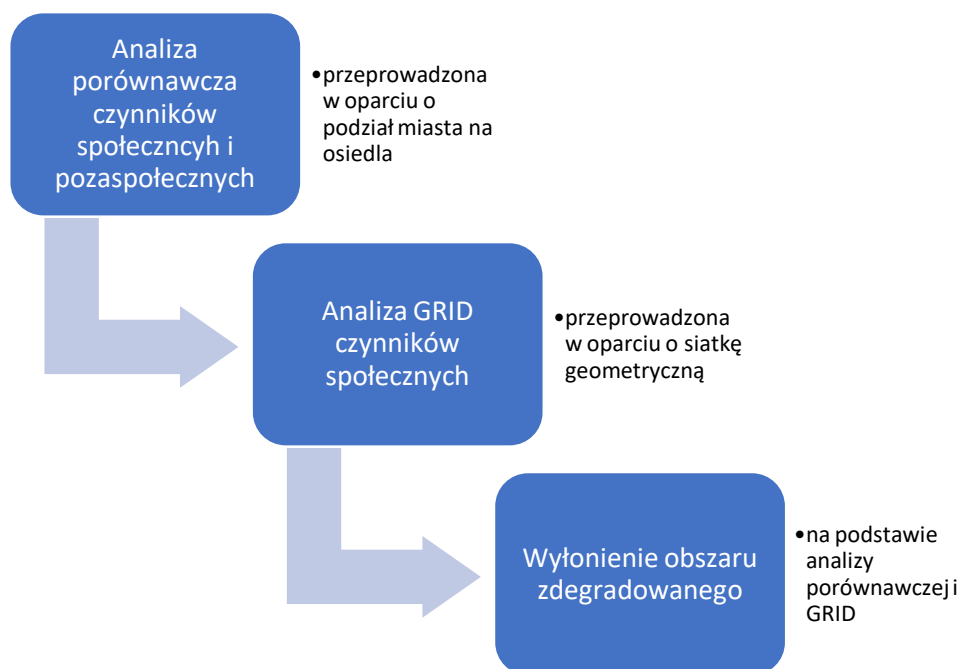 Analiza
porównawcza
czynników
społeczncyh i
pozaspołecznych
•przeprowadzona
w oparciu o
podział miasta na
osiedla
Analiza GRID
czynników
społecznych
•przeprowadzona
w oparciu o siatkę
geometryczną
Wyłonienie obszaru
zdegradowanego
•na podstawie
analizy
porównawczej i
GRID